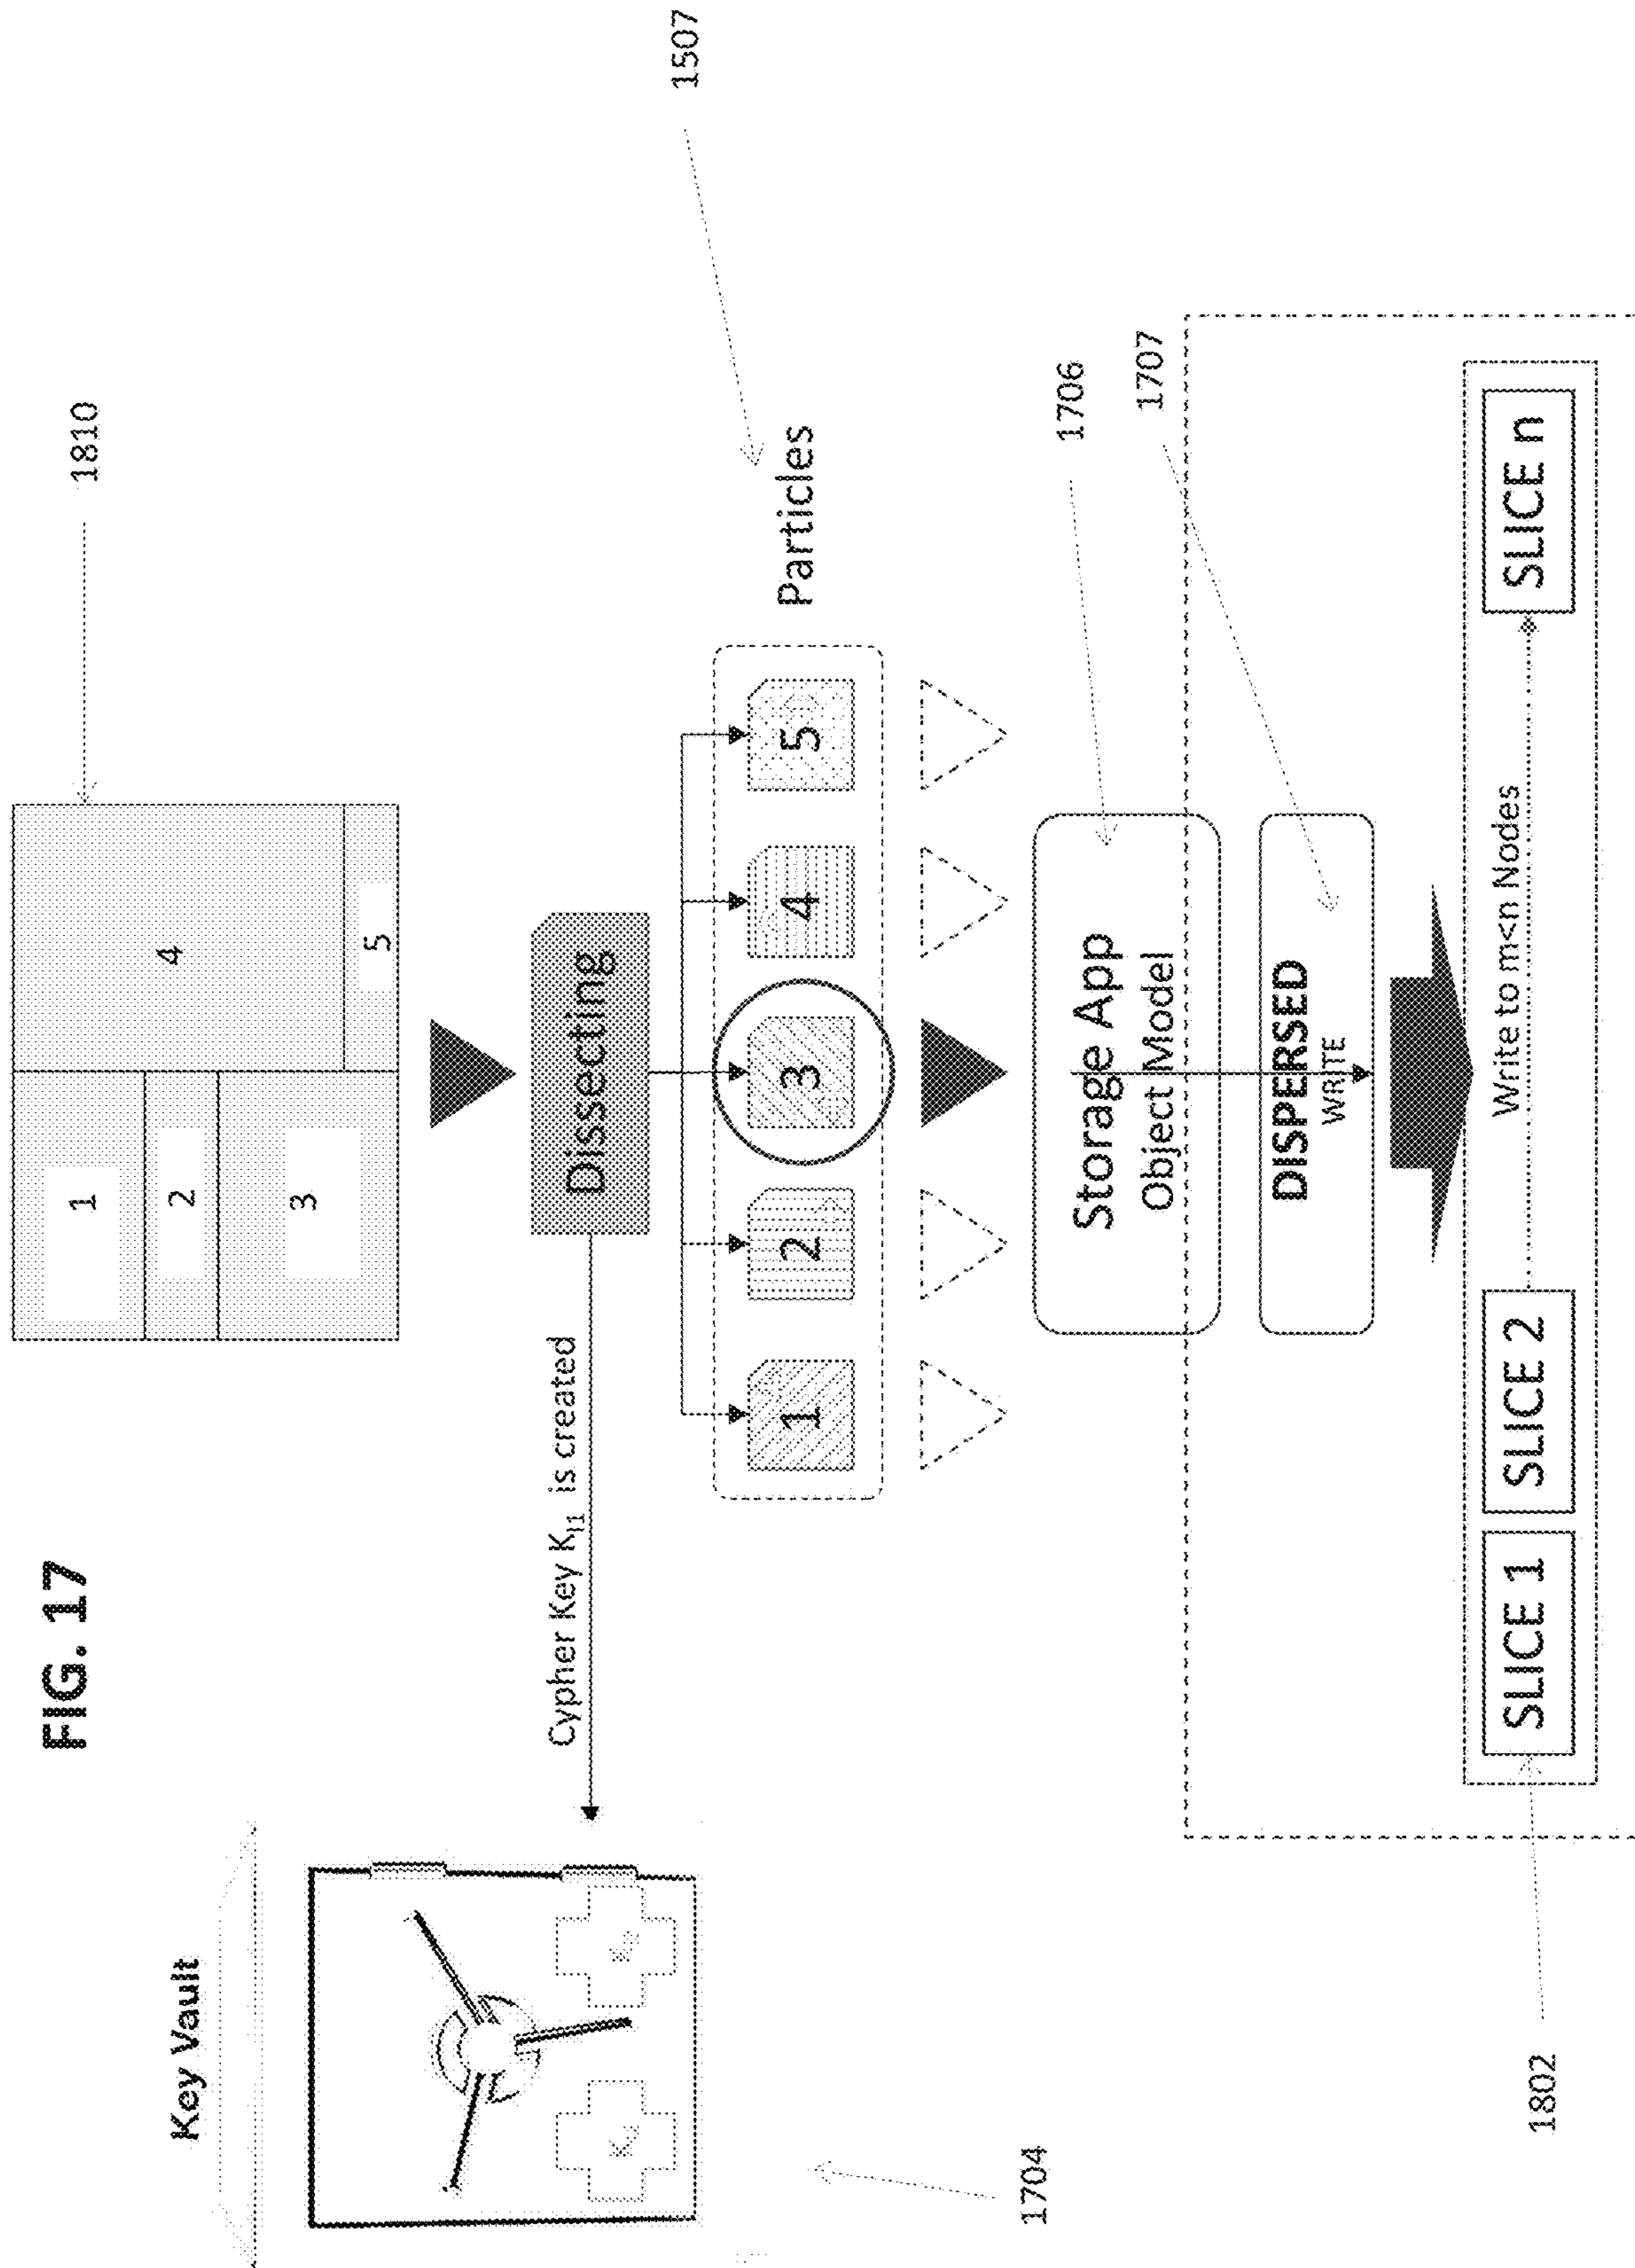 FIG. 17
1810
1
2
3
4
5
Key Vault
Cypher Key K₁₁ is created
Dissecting
1507
Particles
1
2
3
4
5
1704
Storage App
Object Model
1706
1707
DISPERSED
WRITE
Write to m<n Nodes
SLICE 1
SLICE 2
SLICE n
1802